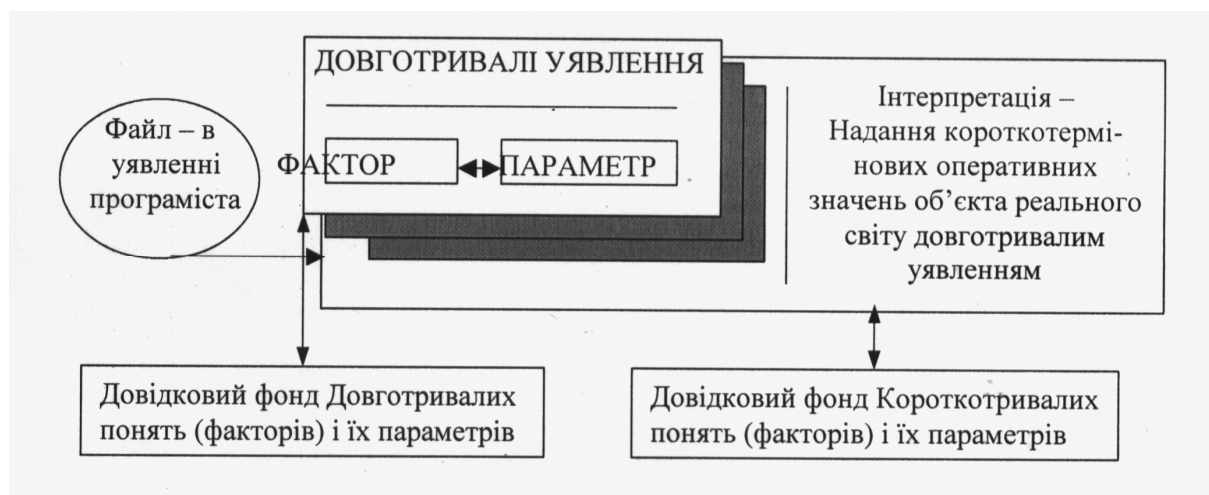 ДОВГОТРИВАЛІ УЯВЛЕННЯ
Файл – в
уявленні
програміста
ФАКТОР
ПАРАМЕТР
Інтерпретація –
Надання короткотермі-
нових оперативних
значень об’єкта реального
світу довготривалим
уявленням
Довідковий фонд Довготривалих
понять (факторів) і їх параметрів
Довідковий фонд Короткотривалих
понять (факторів) і їх параметрів